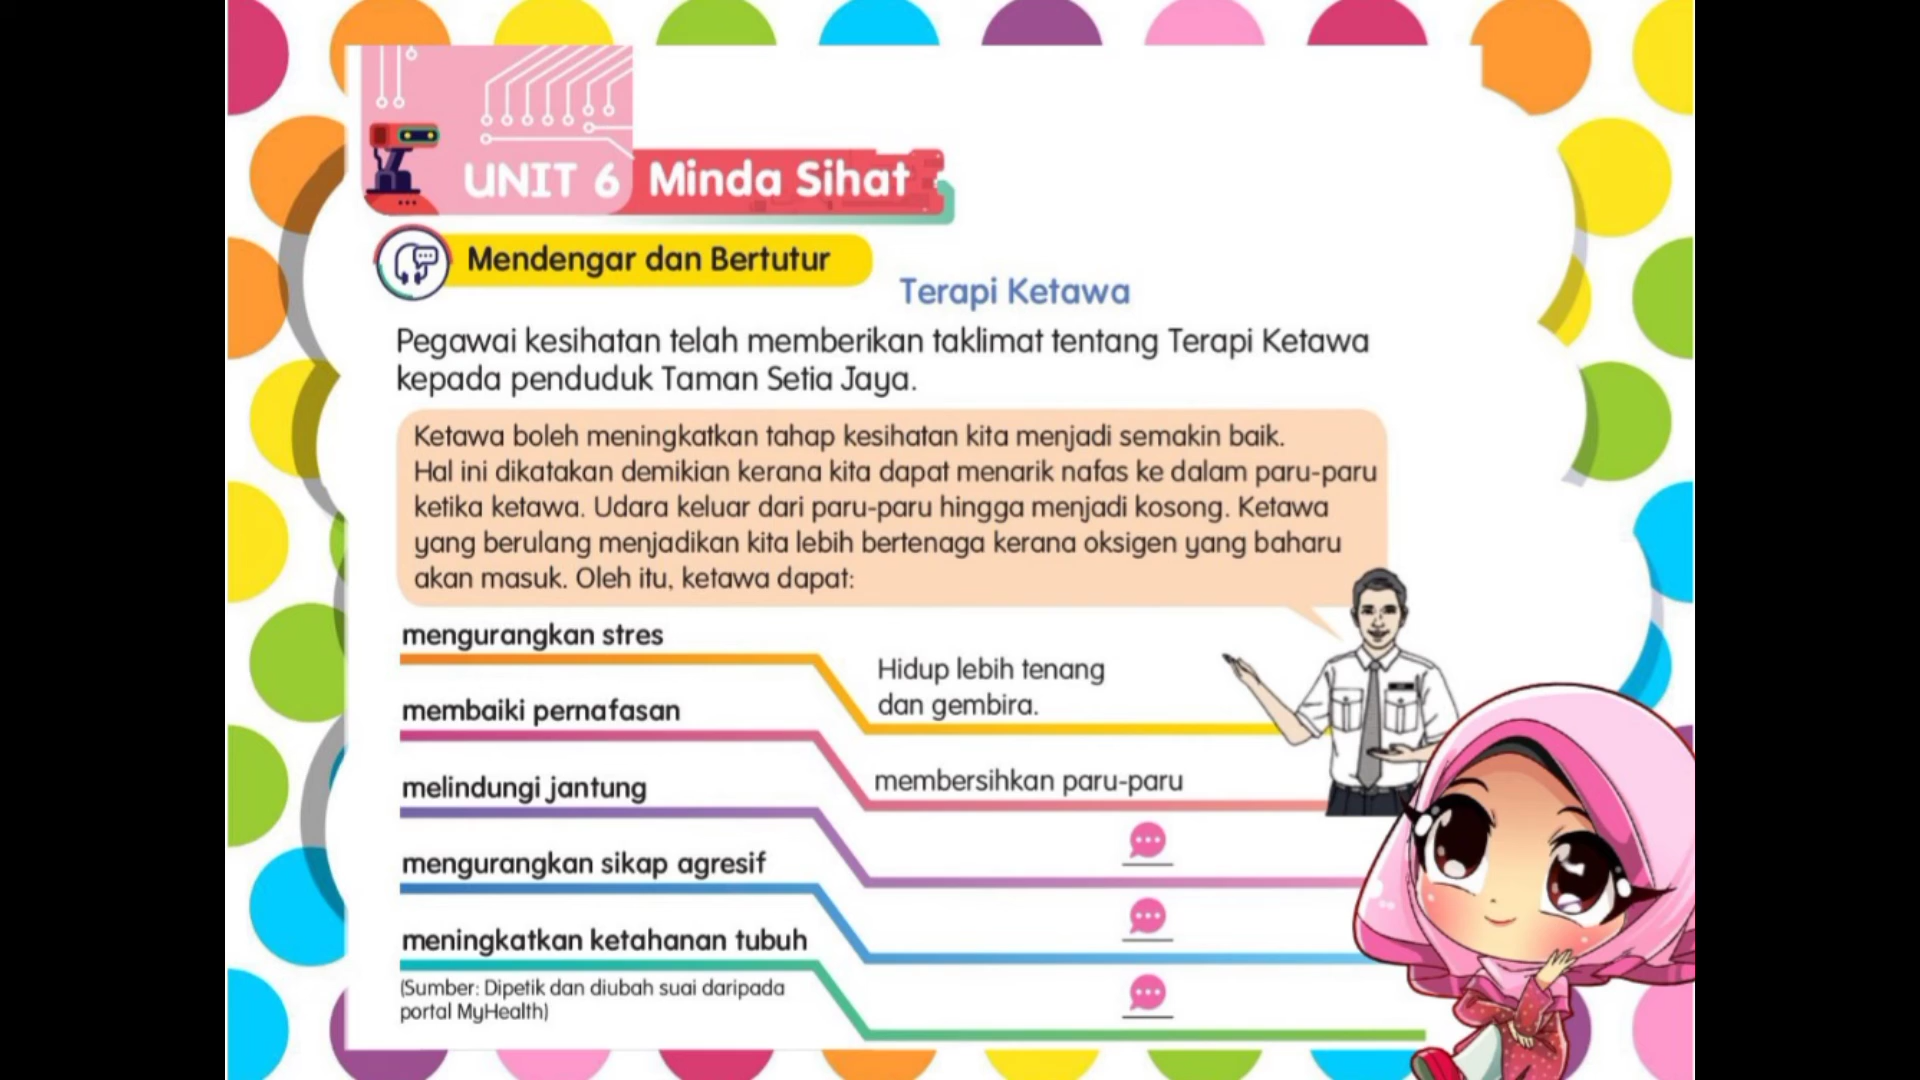 UNIT 6 Minda Sihat
Mendengar dan Bertutur
Terapi Ketawa
Pegawai kesihatan telah memberikan taklimat tentang Terapi Ketawa
kepada penduduk Taman Setia Jaya.
Ketawa boleh meningkatkan tahap kesihatan kita menjadi semakin baik.
Hal ini dikatakan demikian kerana kita dapat menarik nafas ke dalam paru-paru
ketika ketawa. Udara keluar dari paru-paru hingga menjadi kosong. Ketawa
yang berulang menjadikan kita lebih bertenaga kerana oksigen yang baharu
akan masuk. Oleh itu, ketawa dapat:
mengurangkan stres
Hidup lebih tenang
dan gembira.
membaiki pernafasan
membersihkan paru-paru
melindungi jantung
mengurangkan sikap agresif
meningkatkan ketahanan tubuh
(Sumber: Dipetik dan diubah suai daripada
portal MyHealth)